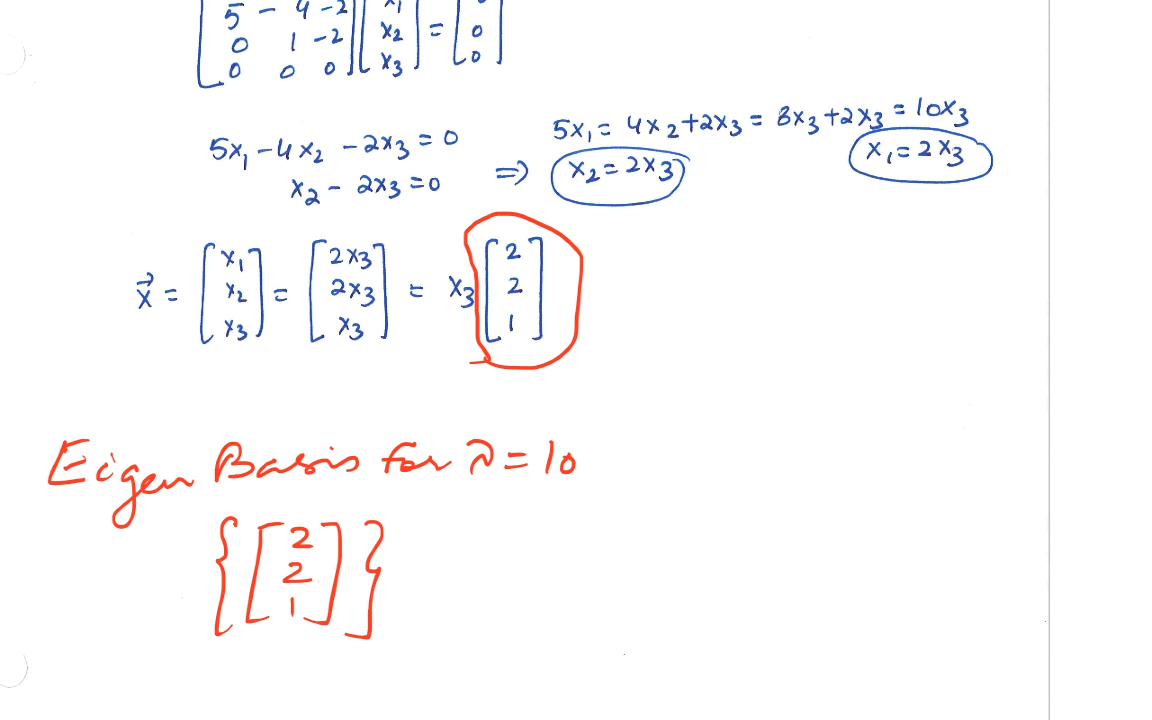 [ 5 - 4 -2 ] [ x1 ] = [ 0 ]
[ 0 1 -2 ] [ x2 ] = [ 0 ]
[ 0 0 0 ] [ x3 ] = [ 0 ]
5x1 - 4x2 - 2x3 = 0
x2 - 2x3 = 0
⇒
5x1 = 4x2 + 2x3 = 8x3 + 2x3 = 10x3
x2 = 2x3
x1 = 2x3
x⃗ = [ x1 x2 x3 ] = [ 2x3 2x3 x3 ] = x3 [ 2 2 1 ]
Eigen Basis for λ = 10
{ [ 2
2
1 ] }